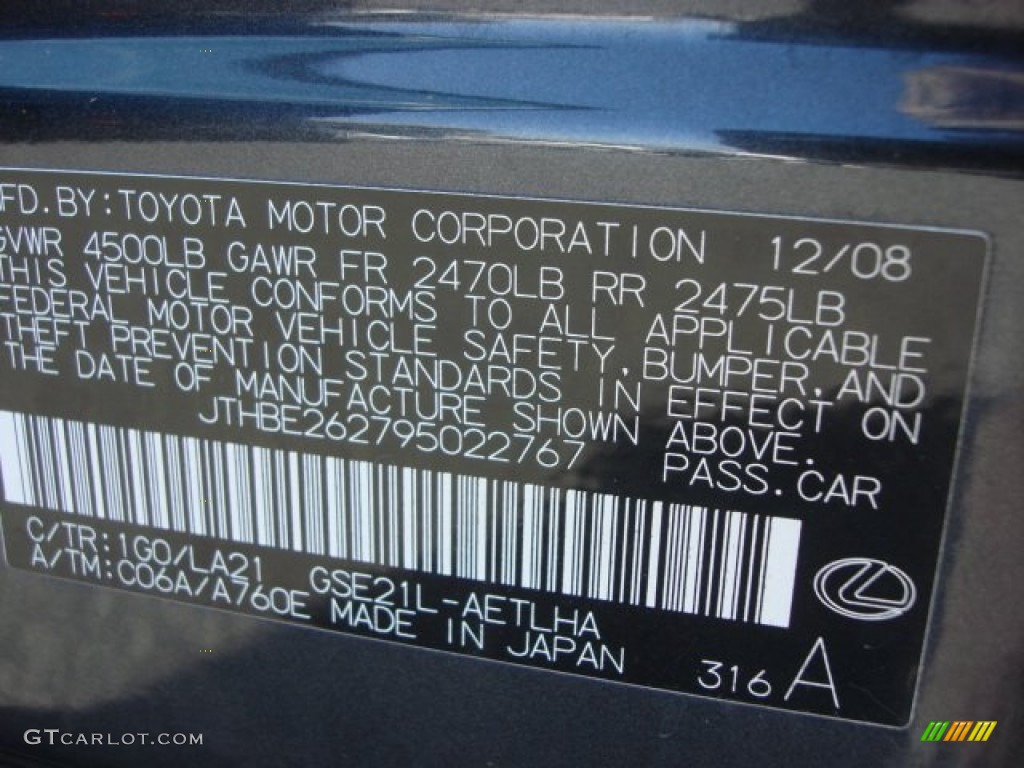 MFD. BY: TOYOTA MOTOR CORPORATION 12/08
GVWR 4500LB GAWR FR 2470LB RR 2475LB
THIS VEHICLE CONFORMS TO ALL APPLICABLE
FEDERAL MOTOR VEHICLE SAFETY, BUMPER, AND
THEFT PREVENTION STANDARDS IN EFFECT ON
THE DATE OF MANUFACTURE SHOWN ABOVE.
JTHBE262795022767 PASS. CAR
C/TR: 1G0/LA21 GSE21L-AETLHA
A/TM: C06A/A760E MADE IN JAPAN
316 A
GTCARLOT.COM